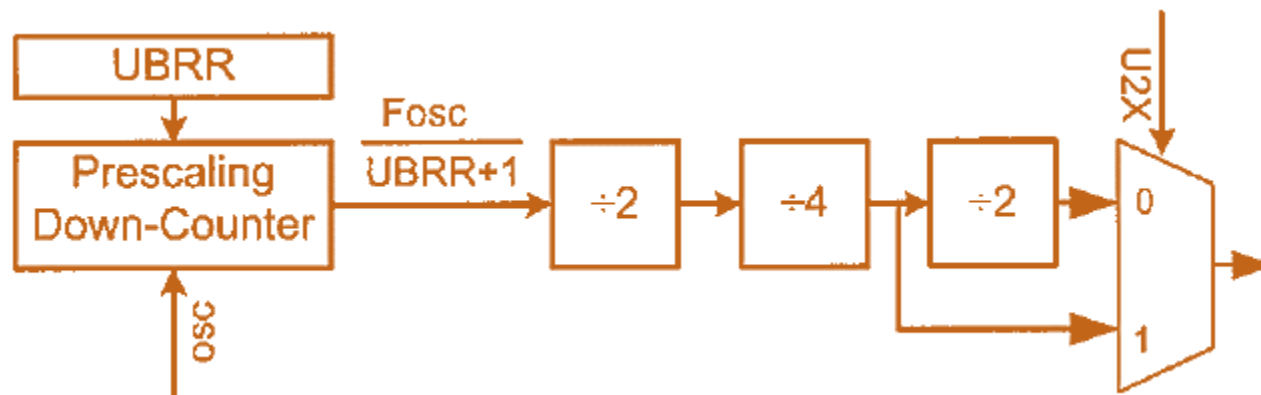 UBRR
Prescaling
Down-Counter
Fosc
UBRR+1
÷2
÷4
÷2
U2X
0
1
osc